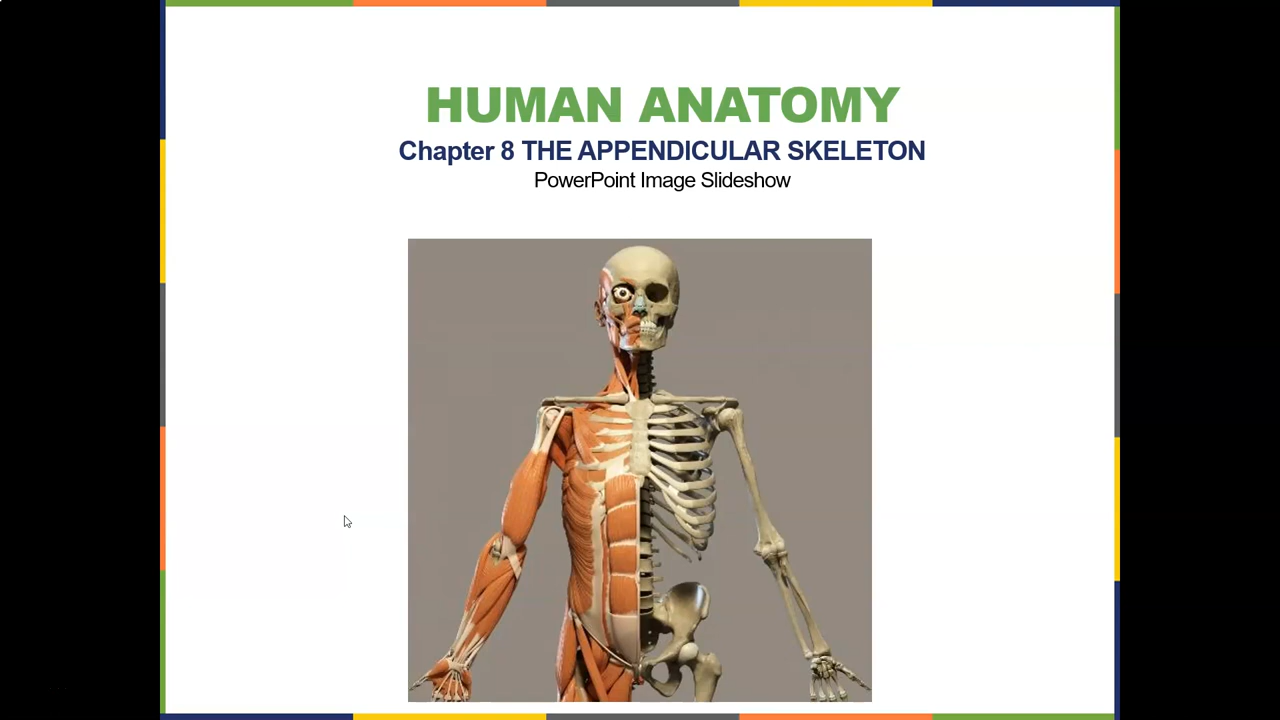 HUMAN ANATOMY
Chapter 8 THE APPENDICULAR SKELETON
PowerPoint Image Slideshow